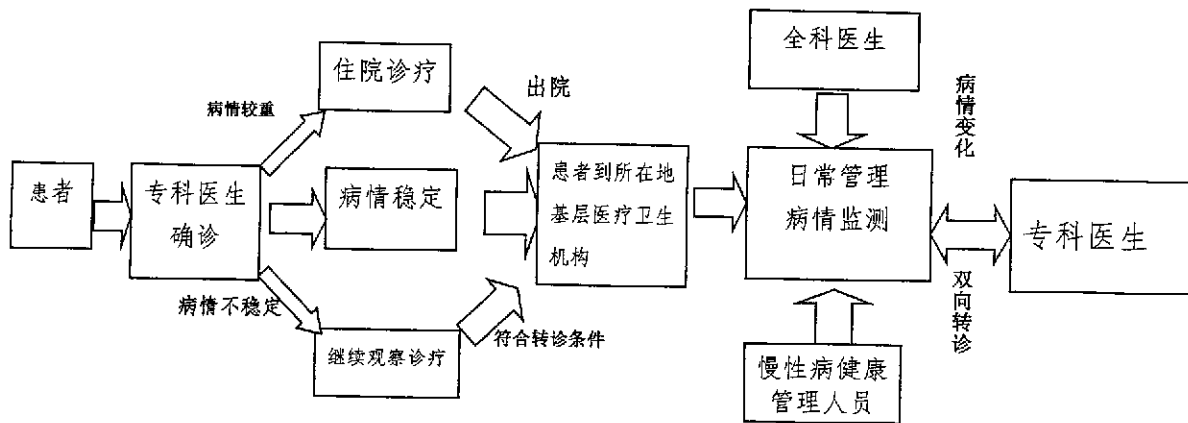 患者
专科医生
确诊
病情较重
住院诊疗
出院
病情稳定
病情不稳定
继续观察诊疗
符合转诊条件
患者到所在地
基层医疗卫生
机构
全科医生
日常管理
病情监测
慢性病健康
管理人员
病情变化
双向转诊
专科医生